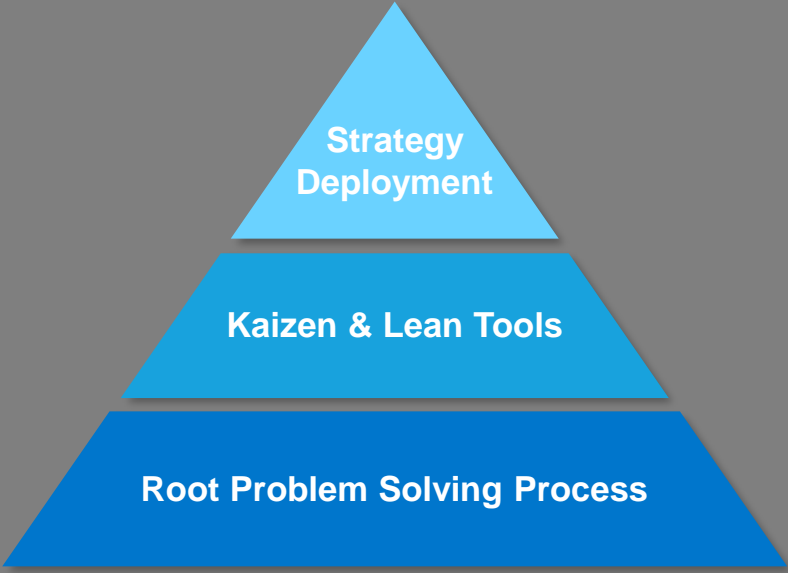 Strategy
Deployment
Kaizen & Lean Tools
Root Problem Solving Process